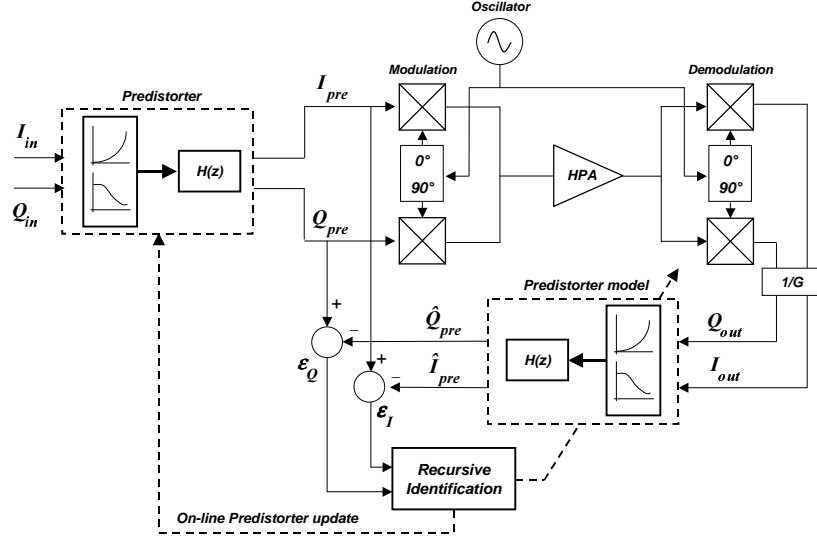 Oscillator
Modulation
Demodulation
Predistorter
I_pre
I_in
Q_in
H(z)
0°
90°
HPA
0°
90°
Q_pre
1/G
Predistorter model
+
−
Q̂_pre
Q_out
H(z)
+
−
Î_pre
I_out
ε_Q
ε_I
Recursive
Identification
On-line Predistorter update